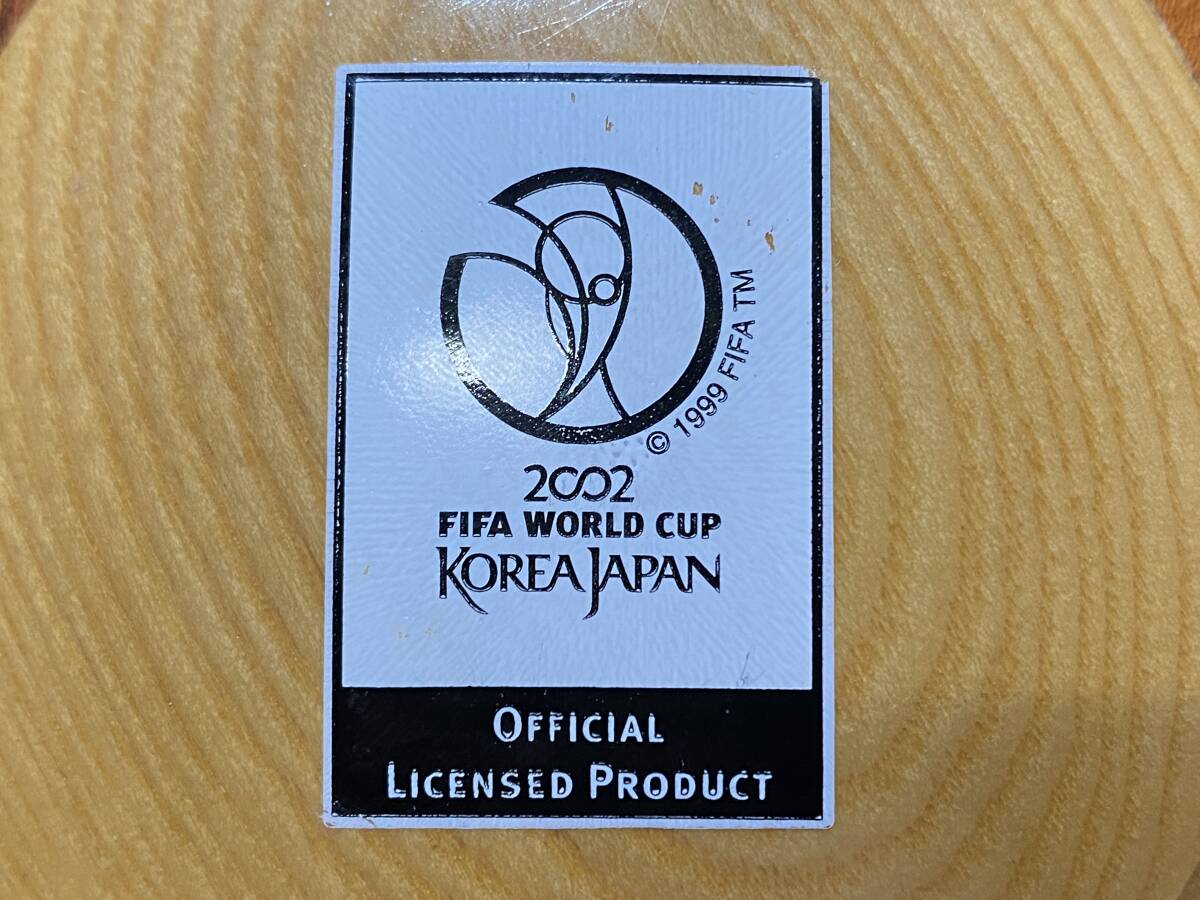 © 1999 FIFA TM
2002
FIFA WORLD CUP
KOREA JAPAN
OFFICIAL
LICENSED PRODUCT